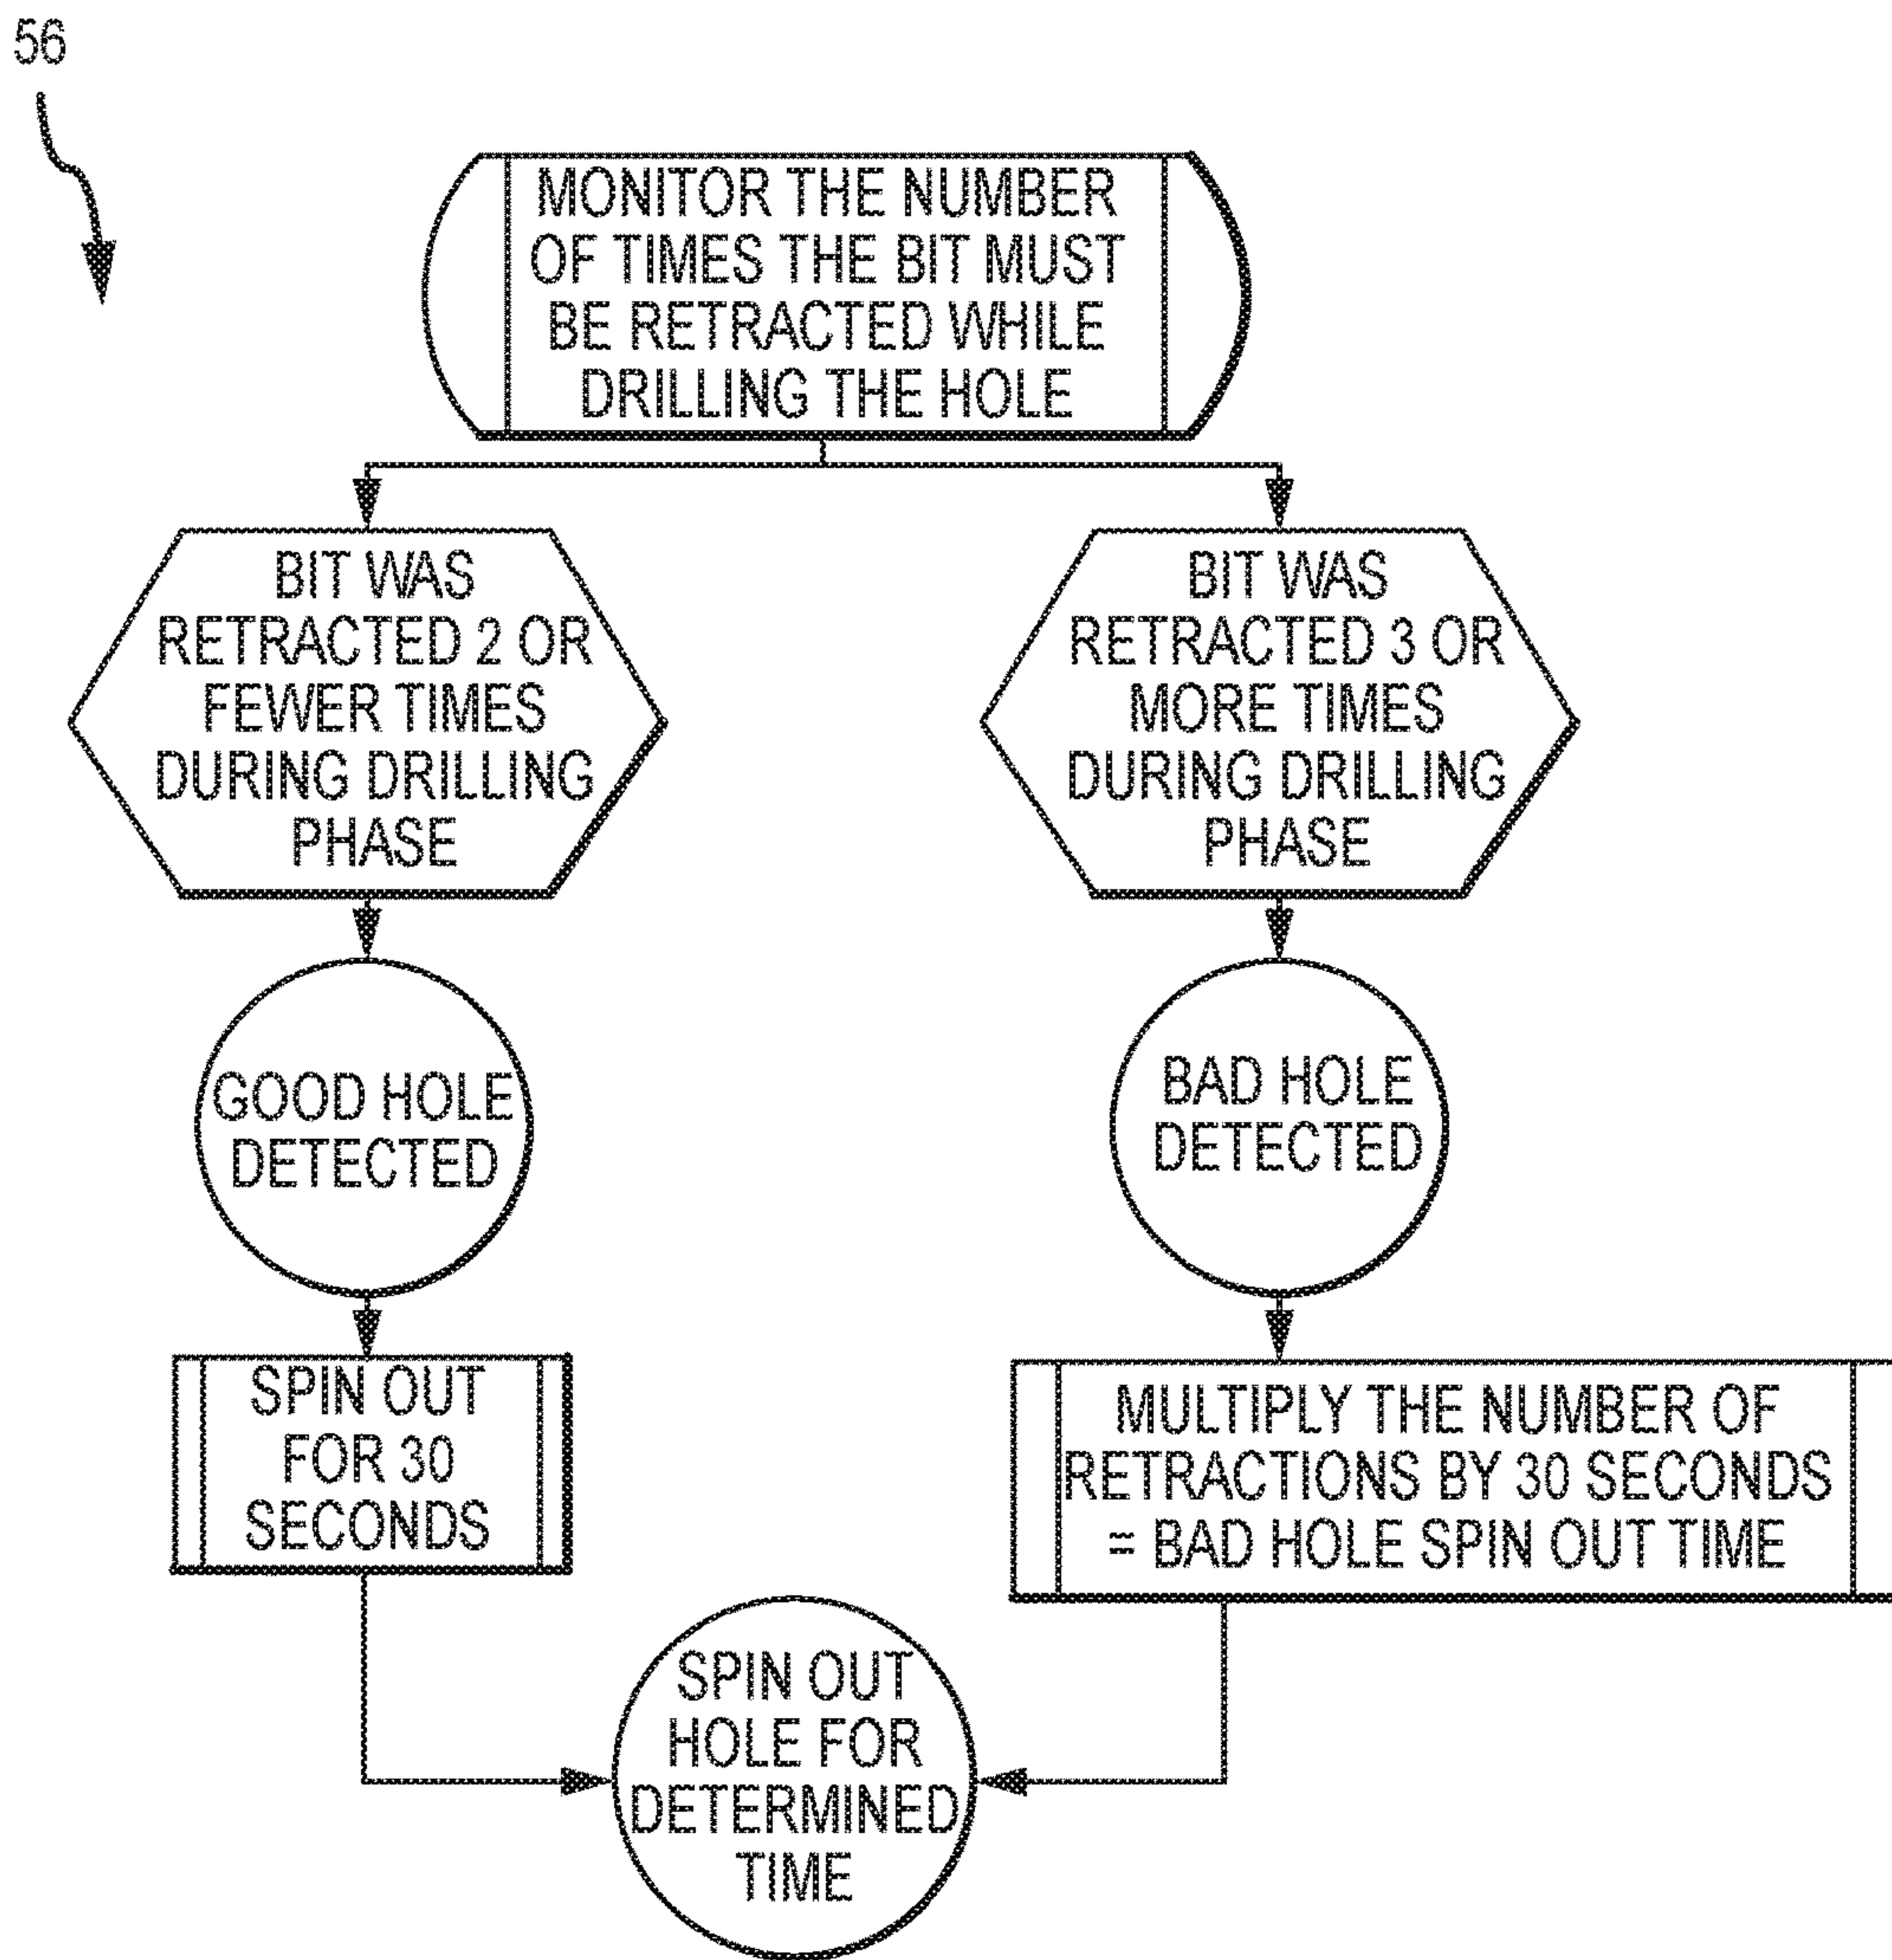 56
MONITOR THE NUMBER
OF TIMES THE BIT MUST
BE RETRACTED WHILE
DRILLING THE HOLE
BIT WAS
RETRACTED 2 OR
FEWER TIMES
DURING DRILLING
PHASE
BIT WAS
RETRACTED 3 OR
MORE TIMES
DURING DRILLING
PHASE
GOOD HOLE
DETECTED
BAD HOLE
DETECTED
SPIN OUT
FOR 30
SECONDS
MULTIPLY THE NUMBER OF
RETRACTIONS BY 30 SECONDS
= BAD HOLE SPIN OUT TIME
SPIN OUT
HOLE FOR
DETERMINED
TIME